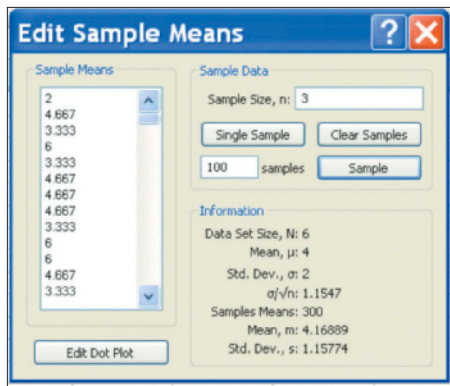 Edit Sample Means
Sample Means
2
4.667
3.333
6
3.333
4.667
4.667
4.667
3.333
6
6
4.667
3.333
Edit Dot Plot
Sample Data
Sample Size, n: 3
Single Sample
Clear Samples
100 samples
Sample
Information
Data Set Size, N: 6
Mean, μ: 4
Std. Dev., σ: 2
σ/√n: 1.1547
Samples Means: 300
Mean, m: 4.16889
Std. Dev., s: 1.15774